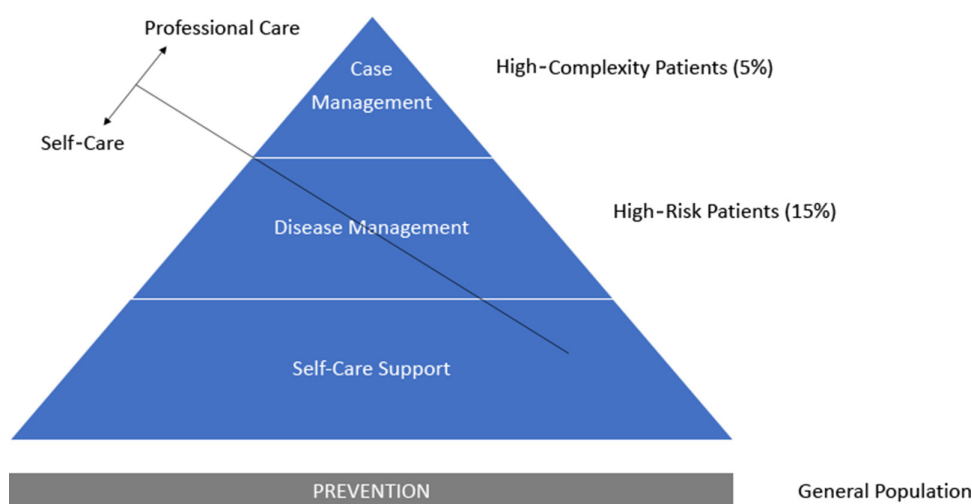 Professional Care
Self-Care
Case
Management
High-Complexity Patients (5%)
Disease Management
High-Risk Patients (15%)
Self-Care Support
PREVENTION
General Population